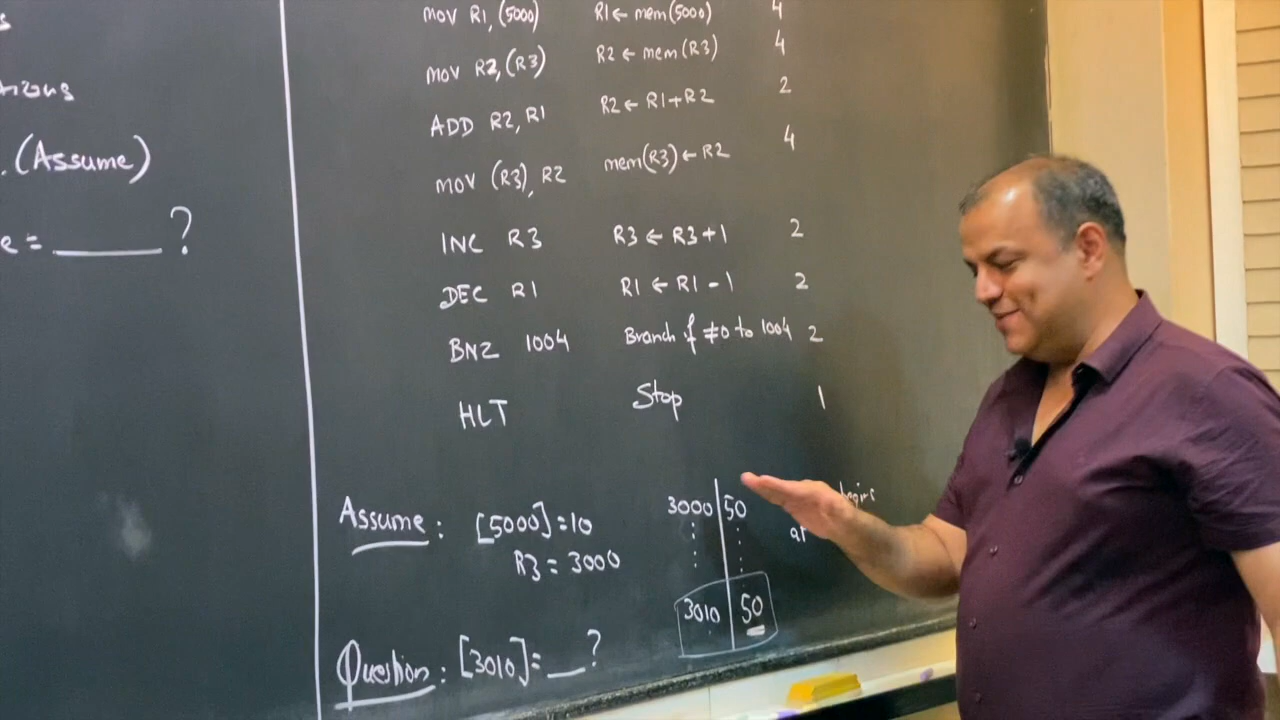 s
tions
. (Assume)
e = ______ ?
MOV R1, (5000) R1 ← mem(5000) 4
MOV R2, (R3) R2 ← mem(R3) 4
ADD R2, R1 R2 ← R1 + R2 2
MOV (R3), R2 mem(R3) ← R2 4
INC R3 R3 ← R3 + 1 2
DEC R1 R1 ← R1 - 1 2
BNZ 1004 Branch if ≠0 to 1004 2
HLT Stop 1
Assume: [5000] = 10
R3 = 3000
3000 50 begins
at
3010 50
Question: [3010] = __ ?